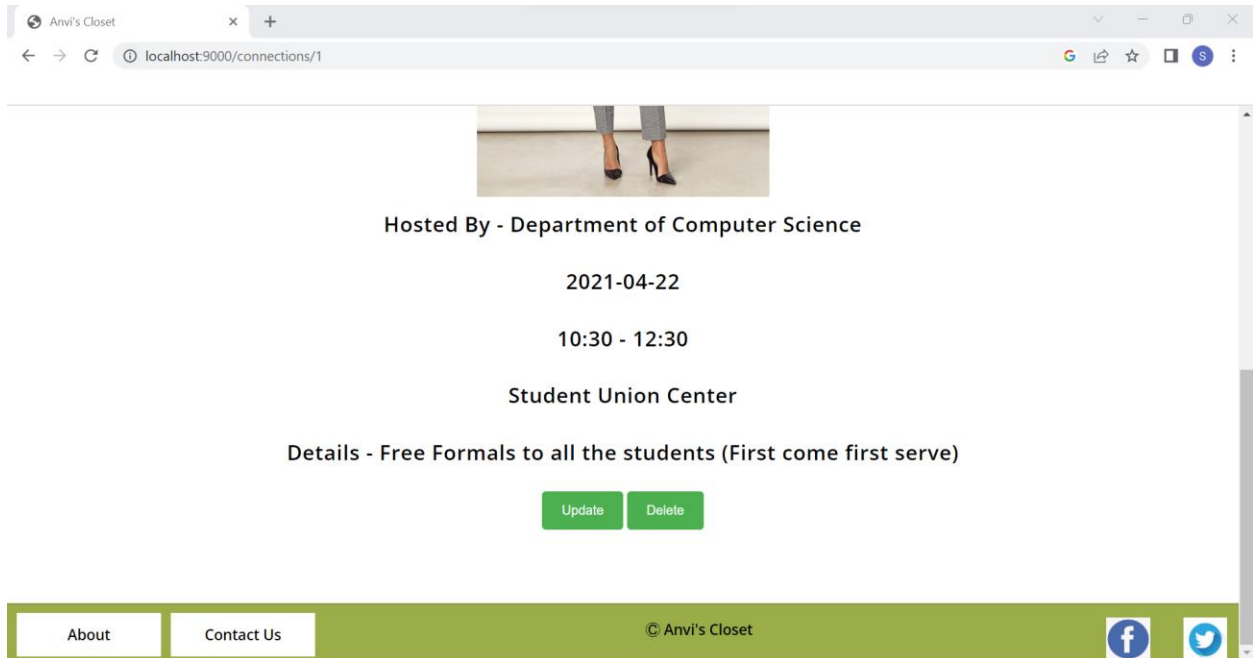 Anvi's Closet
localhost:9000/connections/1
G
S
Hosted By - Department of Computer Science
2021-04-22
10:30 - 12:30
Student Union Center
Details - Free Formals to all the students (First come first serve)
Update Delete
About Contact Us © Anvi's Closet f